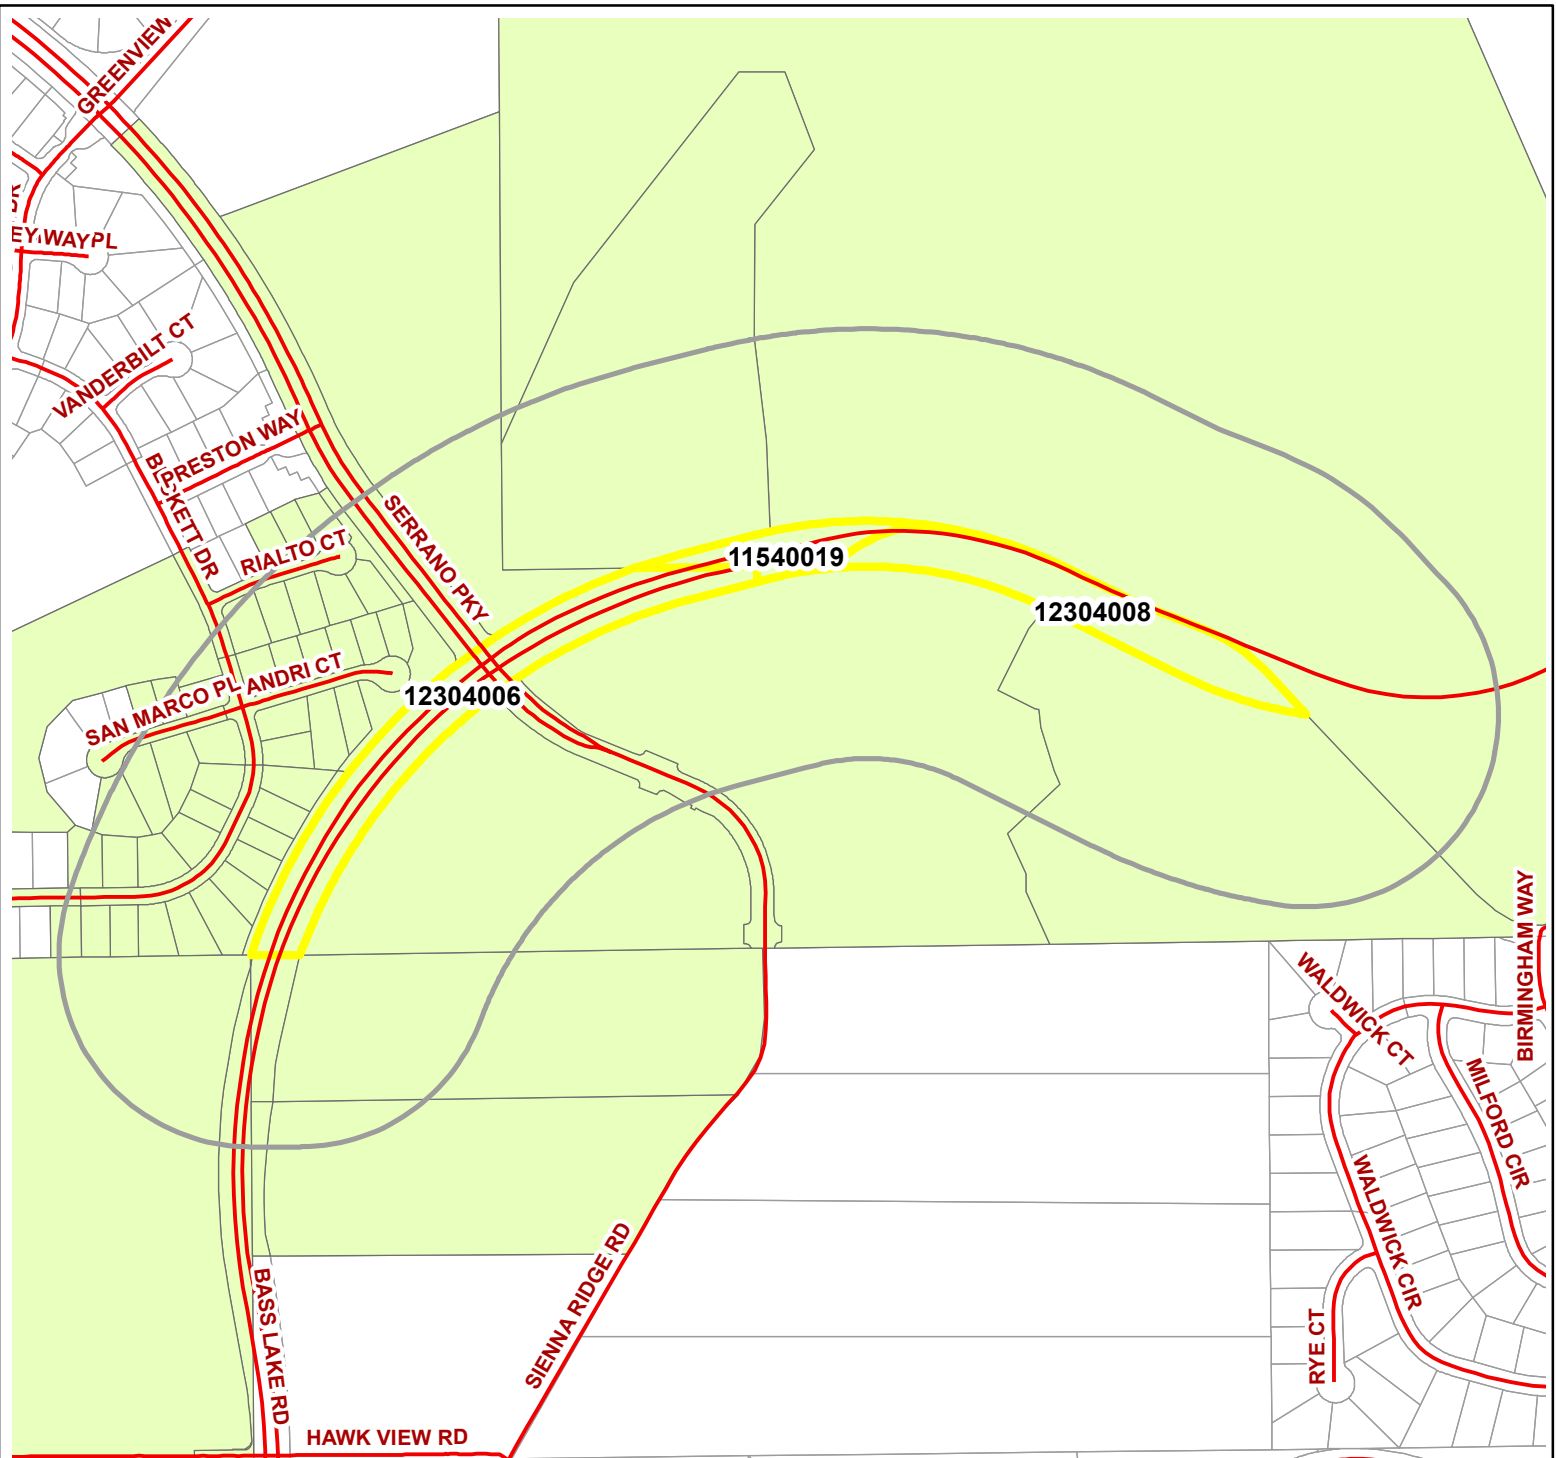 GREENVIEW
EY WAY PL
VANDERBILT CT
PRESTON WAY
SERRANO PKY
RIALTO CT
11540019
12304008
SAN MARCO PL
ANDRI CT
12304006
BIRMINGHAM WAY
WALDWICK CT
MILFORD CIR
WALDWICK CIR
SIENNA RIDGE RD
BASS LAKE RD
RYE CT
HAWK VIEW RD